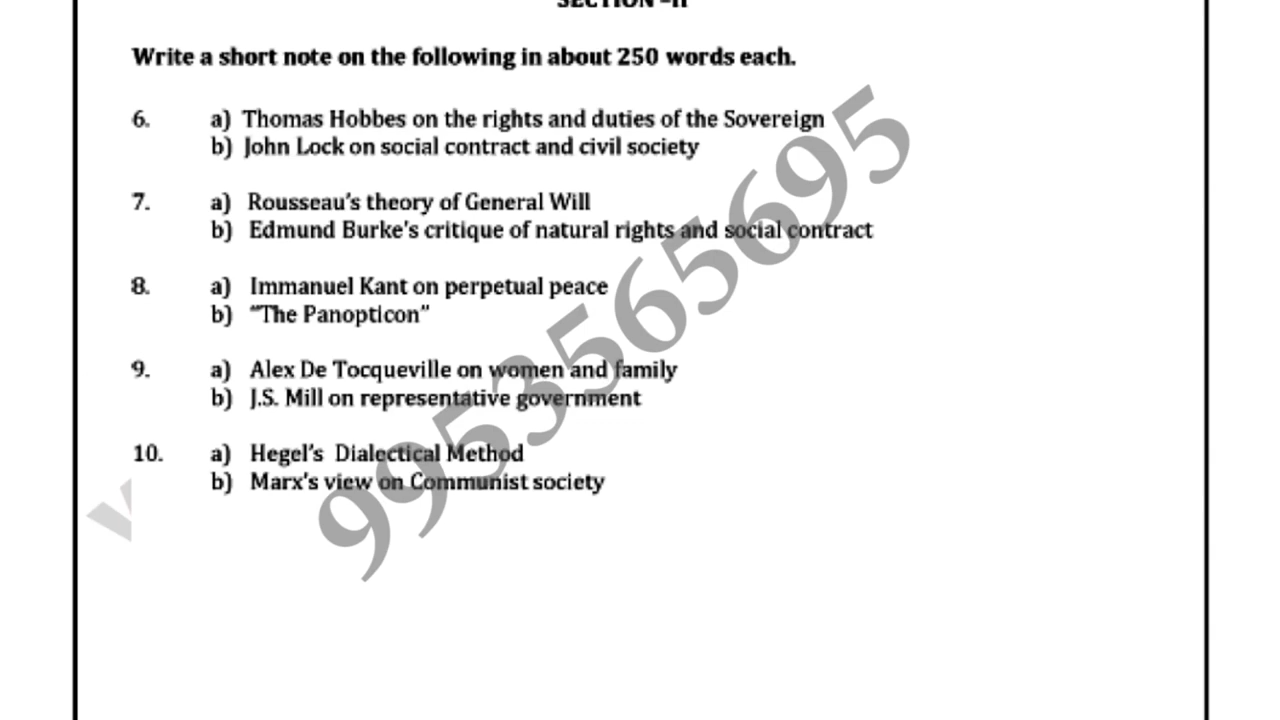 SECTION –II
Write a short note on the following in about 250 words each.
6. a) Thomas Hobbes on the rights and duties of the Sovereign
b) John Lock on social contract and civil society
7. a) Rousseau's theory of General Will
b) Edmund Burke's critique of natural rights and social contract
8. a) Immanuel Kant on perpetual peace
b) "The Panopticon"
9. a) Alex De Tocqueville on women and family
b) J.S. Mill on representative government
10. a) Hegel's Dialectical Method
b) Marx's view on Communist society
9953565695